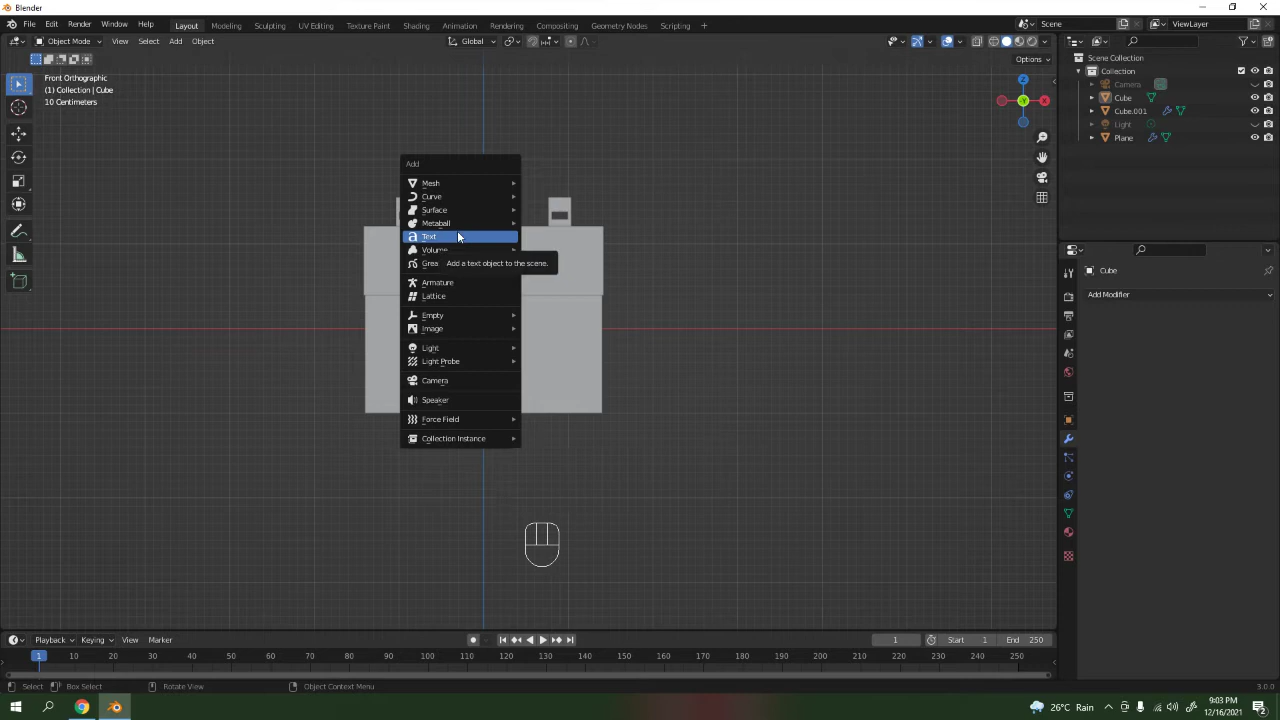 Blender
File Edit Render Window Help Layout Modeling Sculpting UV Editing Texture Paint Shading Animation Rendering Compositing Geometry Nodes Scripting + Scene ViewLayer
Object Mode View Select Add Object Global
Options
Front Orthographic
(1) Collection | Cube
10 Centimeters
Scene Collection
Collection
Camera
Cube
Cube.001
Light
Plane
Z
Y
X
Add
Mesh
Curve
Surface
Metaball
Text
Volume
Grea
Add a text object to the scene.
Armature
Lattice
Empty
Image
Light
Light Probe
Camera
Speaker
Force Field
Collection Instance
Cube
Add Modifier
Playback Keying View Marker 1 Start 1 End 250
1 10 20 30 40 50 60 70 80 90 100 110 120 130 140 150 160 170 180 190 200 210 220 230 240 250
Select Box Select Rotate View Object Context Menu 3.0.0
26°C Rain 9:03 PM
12/16/2021 2